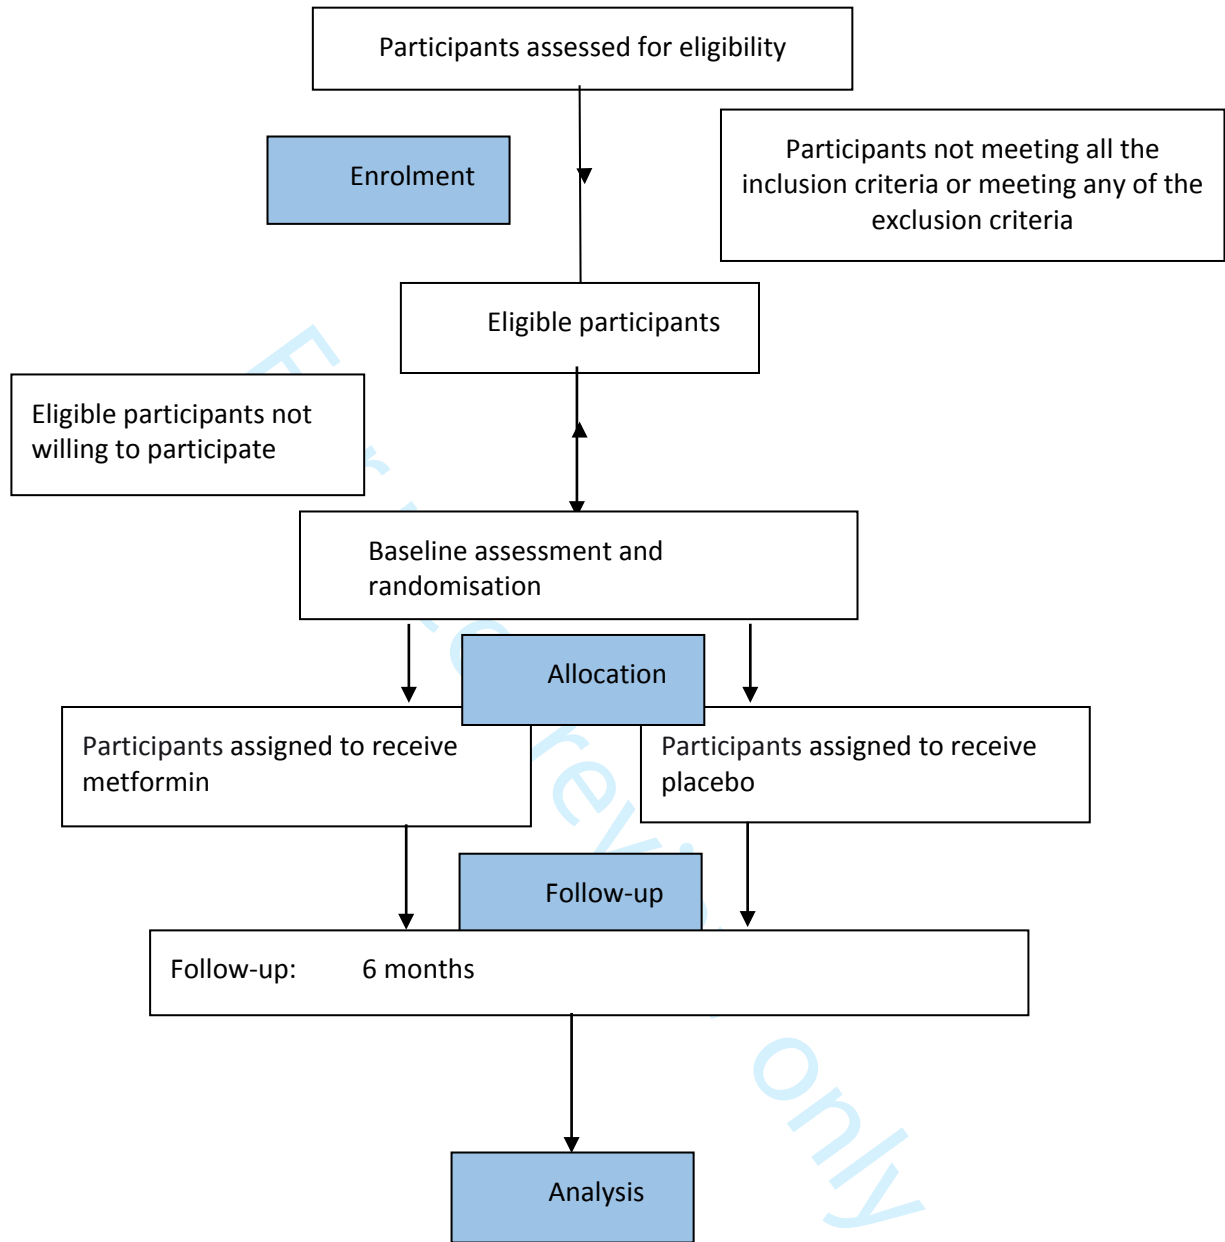 Participants assessed for eligibility
Enrolment
Participants not meeting all the
inclusion criteria or meeting any of the
exclusion criteria
Eligible participants
Eligible participants not
willing to participate
Baseline assessment and
randomisation
Allocation
Participants assigned to receive
metformin
Participants assigned to receive
placebo
Follow-up
Follow-up: 6 months
Analysis
only